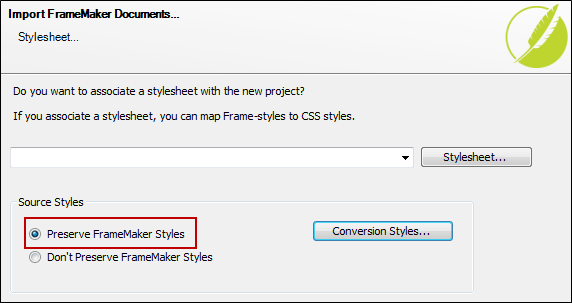 Import FrameMaker Documents...
Stylesheet...
Do you want to associate a stylesheet with the new project?
If you associate a stylesheet, you can map Frame-styles to CSS styles.
Stylesheet...
Source Styles
Preserve FrameMaker Styles
Conversion Styles...
Don't Preserve FrameMaker Styles